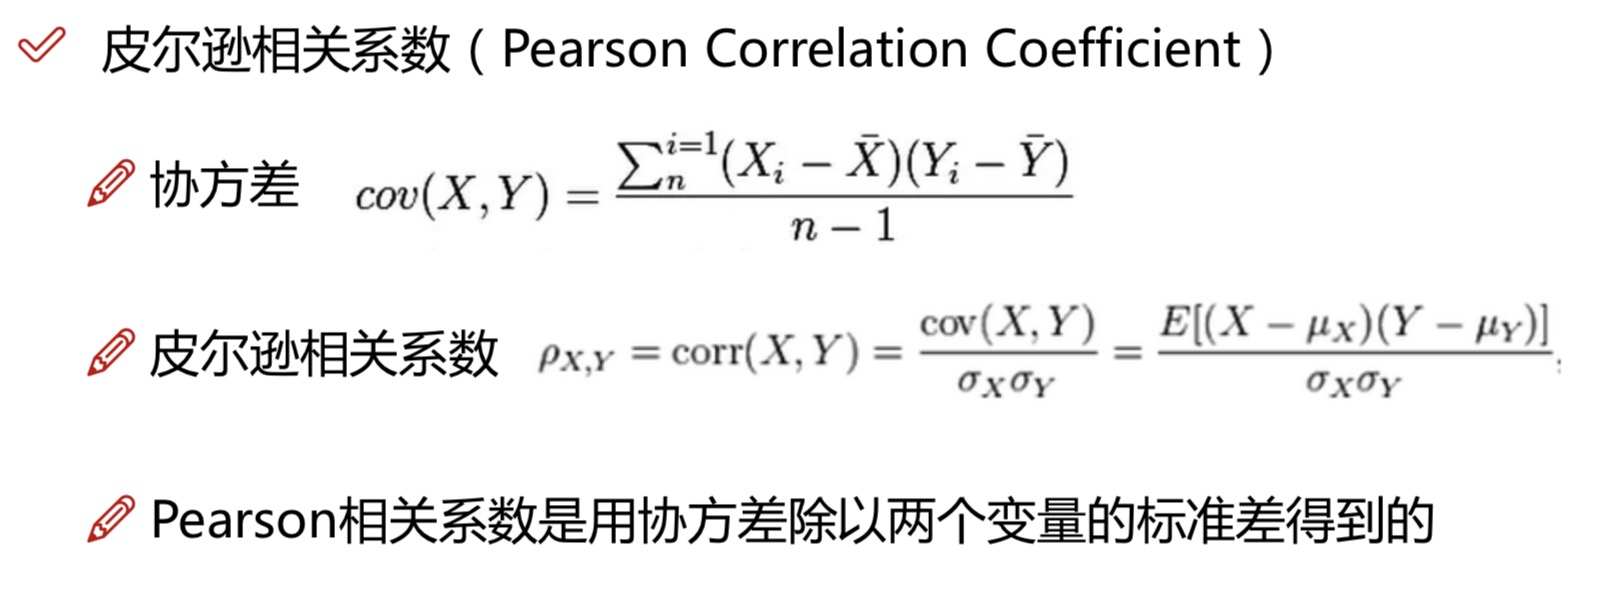 皮尔逊相关系数（Pearson Correlation Coefficient）
协方差 $cov(X,Y) = \frac{\sum_{n}^{i=1}(X_i - \bar{X})(Y_i - \bar{Y})}{n-1}$
皮尔逊相关系数 $\rho_{X,Y} = \mathrm{corr}(X,Y) = \frac{\mathrm{cov}(X,Y)}{\sigma_X \sigma_Y} = \frac{E[(X-\mu_X)(Y-\mu_Y)]}{\sigma_X \sigma_Y}$
Pearson相关系数是用协方差除以两个变量的标准差得到的